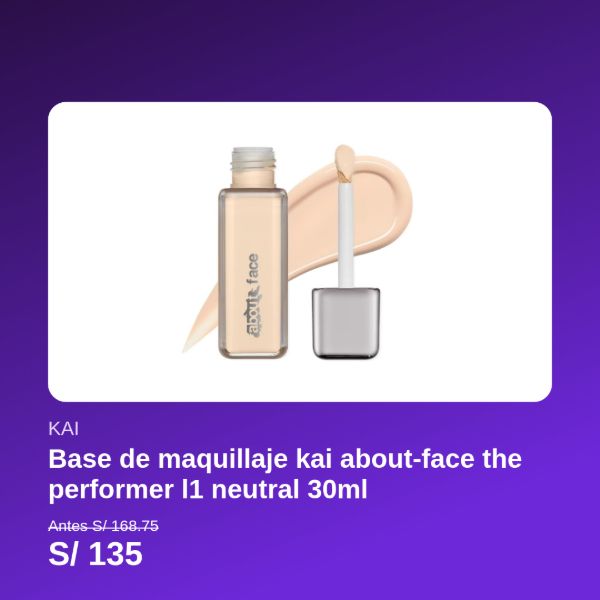 about face
KAI
Base de maquillaje kai about-face the
performer l1 neutral 30ml
Antes S/ 168.75
S/ 135